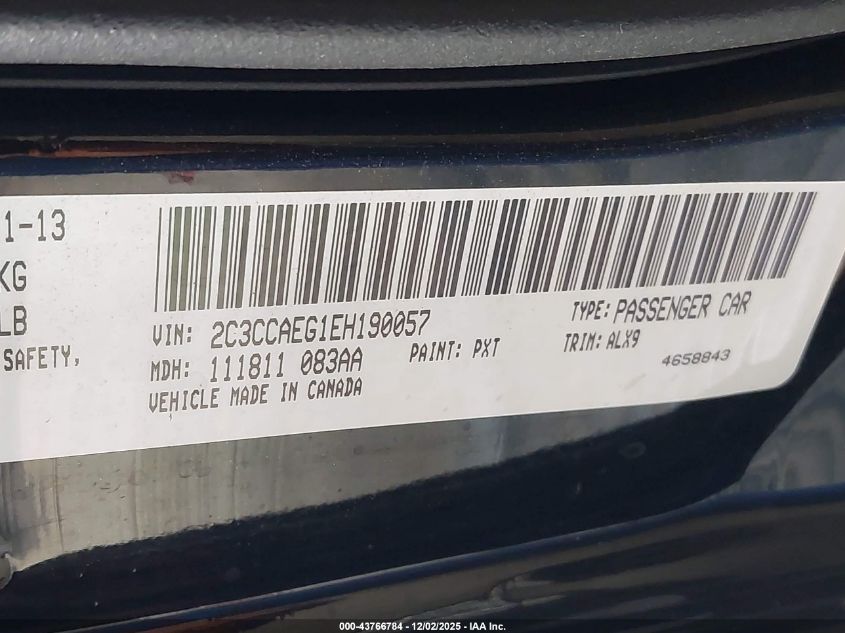 1-13
KG
LB
SAFETY,
VIN: 2C3CCAEG1EH190057
TYPE: PASSENGER CAR
MDH: 111811 083AA
PAINT: PXT
TRIM: ALX9
VEHICLE MADE IN CANADA
4658843
000-43766784 - 12/02/2025 - IAA Inc.